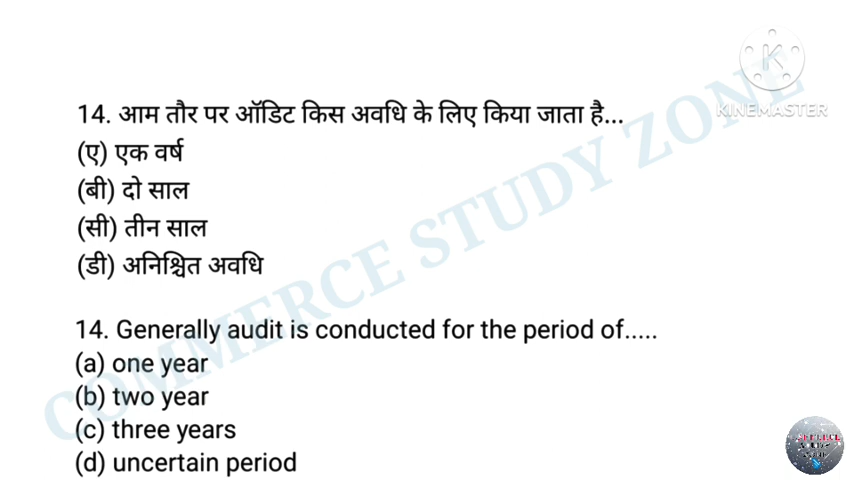 KINEMASTER
14. आम तौर पर ऑडिट किस अवधि के लिए किया जाता है...
(ए) एक वर्ष
(बी) दो साल
(सी) तीन साल
(डी) अनिश्चित अवधि
COMMERCE STUDY ZONE
14. Generally audit is conducted for the period of.....
(a) one year
(b) two year
(c) three years
(d) uncertain period